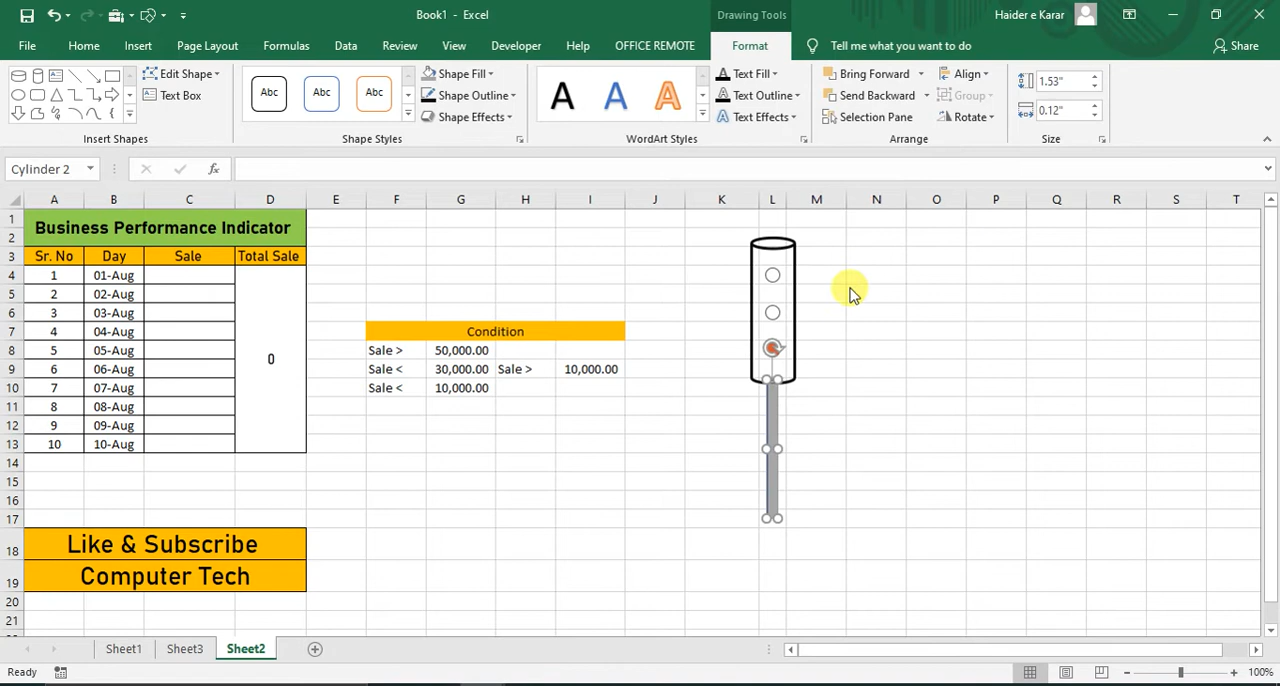 Book1 - Excel
Drawing Tools
Haider e Karar
File Home Insert Page Layout Formulas Data Review View Developer Help OFFICE REMOTE Format Tell me what you want to do Share
Edit Shape
Text Box
Insert Shapes
Abc Abc Abc
Shape Fill
Shape Outline
Shape Effects
Shape Styles
A A A
Text Fill
Text Outline
Text Effects
WordArt Styles
Bring Forward
Send Backward
Selection Pane
Align
Group
Rotate
Arrange
1.53"
0.12"
Size
Cylinder 2
fx
A B C D E F G H I J K L M N O P Q R S T
1
2
3
4
5
6
7
8
9
10
11
12
13
14
15
16
17
18
19
20
21
Business Performance Indicator
Sr. No Day Sale Total Sale
1 01-Aug
2 02-Aug
3 03-Aug
4 04-Aug
5 05-Aug
6 06-Aug
7 07-Aug
8 08-Aug
9 09-Aug
10 10-Aug
0
Condition
Sale > 50,000.00
Sale < 30,000.00 Sale > 10,000.00
Sale < 10,000.00
Like & Subscribe
Computer Tech
Sheet1 Sheet3 Sheet2
Ready
100%